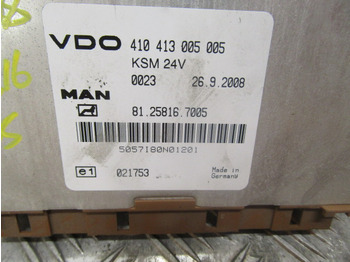 VDO 410 413 005 005
KSM 24V
0023 26.9.2008
MAN
81.25816.7005
5057180N01201
e1 021753 Made in
Germany